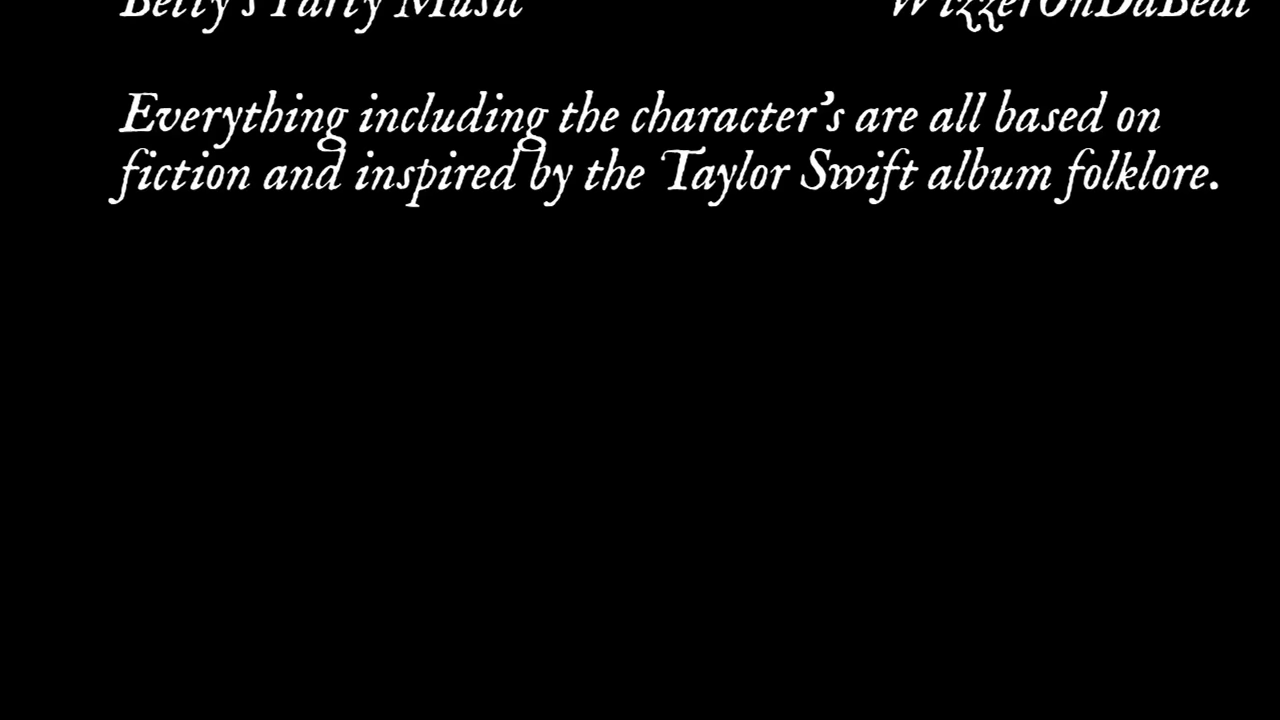 Betty's Party Music WizzerOnDaBeat
Everything including the character's are all based on
fiction and inspired by the Taylor Swift album folklore.